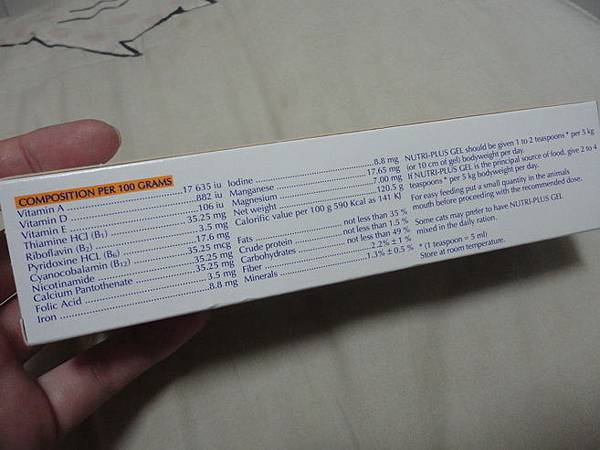 COMPOSITION PER 100 GRAMS
Vitamin A ........ 17 635 iu
Vitamin D ........ 882 iu
Vitamin E ........ 106 iu
Thiamine HCl (B1) ........ 35.25 mg
Riboflavin (B2) ........ 3.5 mg
Pyridoxine HCL (B6) ........ 17.6 mg
Cyanocobalamin (B12) ........ 35.25 mcg
Nicotinamide ........ 35.25 mg
Calcium Pantothenate ........ 35.25 mg
Folic Acid ........ 3.5 mg
Iron ........ 8.8 mg
Iodine ........ 8.8 mg
Manganese ........ 17.65 mg
Magnesium ........ 7.00 mg
Net weight ........ 120.5 g
Calorific value per 100 g 590 Kcal as 141 KJ
Fats ........ not less than 35 %
Crude protein ........ not less than 1.5 %
Carbohydrates ........ not less than 49 %
Fiber ........ 2.2% ± 1 %
Minerals ........ 1.3% ± 0.5 %
NUTRI-PLUS GEL should be given 1 to 2 teaspoons* per 5 kg
(or 10 cm of gel) bodyweight per day.
If NUTRI-PLUS GEL is the principal source of food, give 2 to 4
teaspoons* per 5 kg bodyweight per day.
For easy feeding put a small quantity in the animals
mouth before proceeding with the recommended dose.
Some cats may prefer to have NUTRI-PLUS GEL
mixed in the daily ration.
* (1 teaspoon = 5 ml)
Store at room temperature.